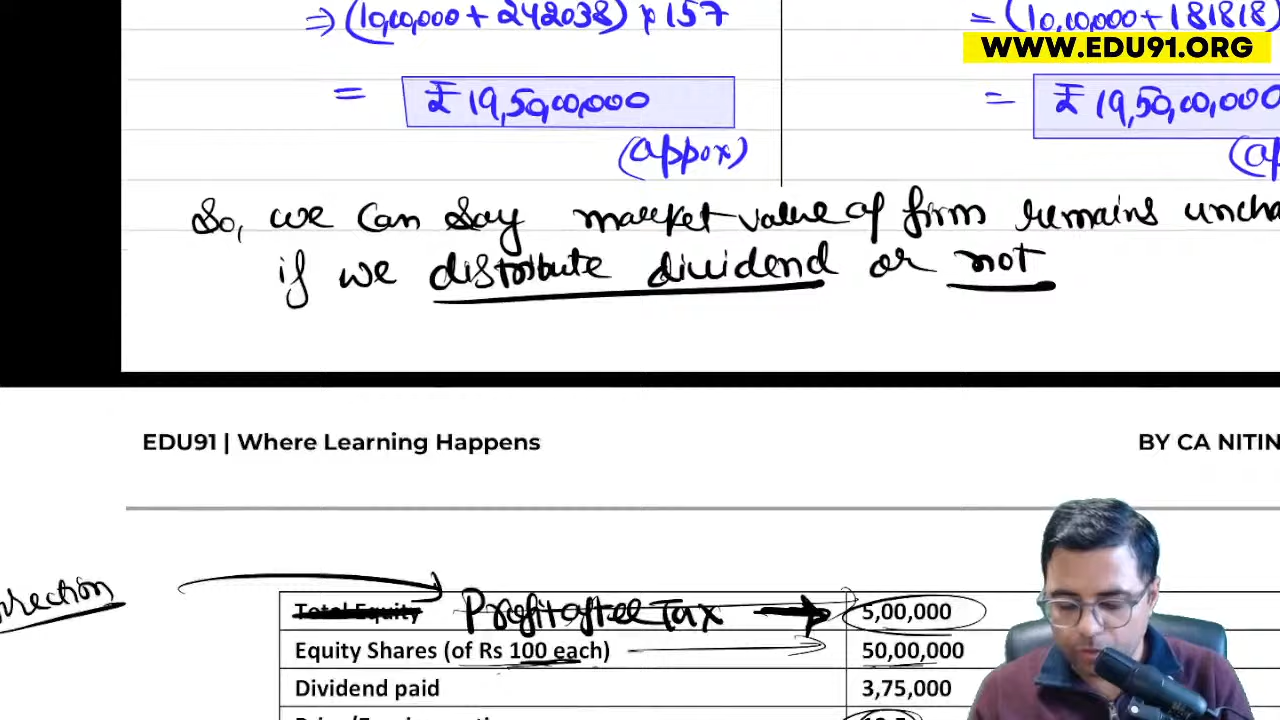 ⇒ (10,00,000 + 242038) × 157
= (10,00,000 + 181818)
WWW.EDU91.ORG
= ₹ 19,50,00,000
= ₹ 19,50,00,000
(appox)
So, we can say market value of firm remains
if we distribute dividend or not
EDU91 | Where Learning Happens
BY CA NITIN
Total Equity Profit after Tax → 5,00,000
Equity Shares (of Rs 100 each) 50,00,000
Dividend paid 3,75,000